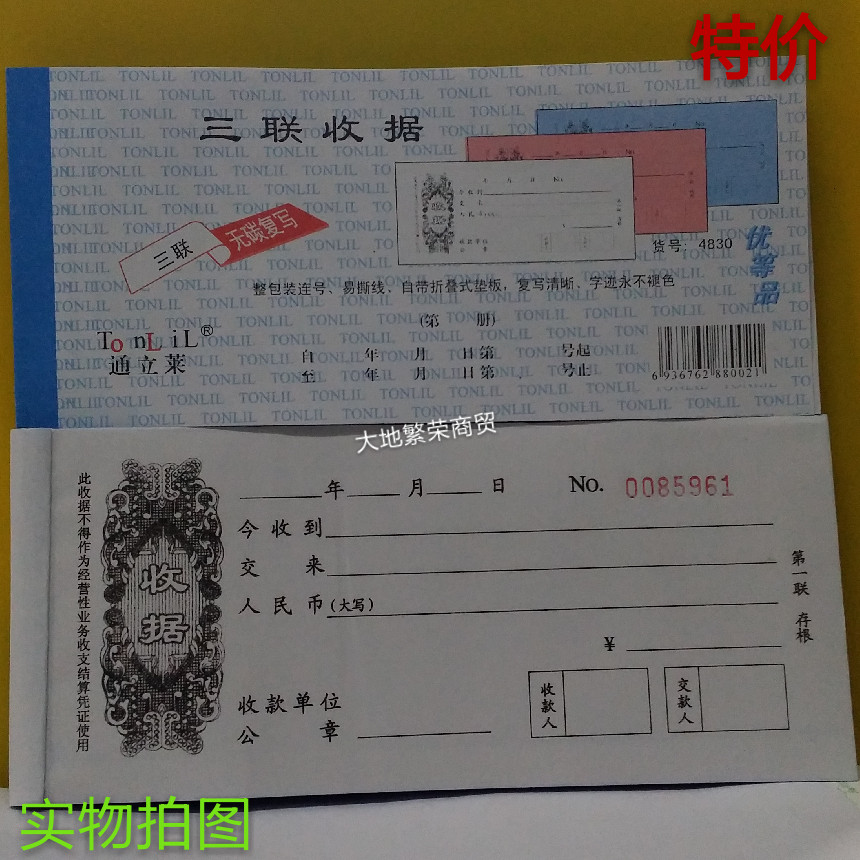 特价
三联收据
三联 无碳复写
货号: 4830
优等品
整包装连号、易撕线、自带折叠式垫板，复写清晰、字迹永不褪色
TonLiL®
通立莱
(第 册)
自 年 月 日第 号起
至 年 月 日第 号止
6 936762 880021
大地繁荣商贸
此收据不得作为经营性业务收支结算凭证使用
收据
年 月 日 No. 0085961
今收到
交来
人民币(大写)
¥
第一联 存根
收款单位
公章
收款人
交款人
实物拍图